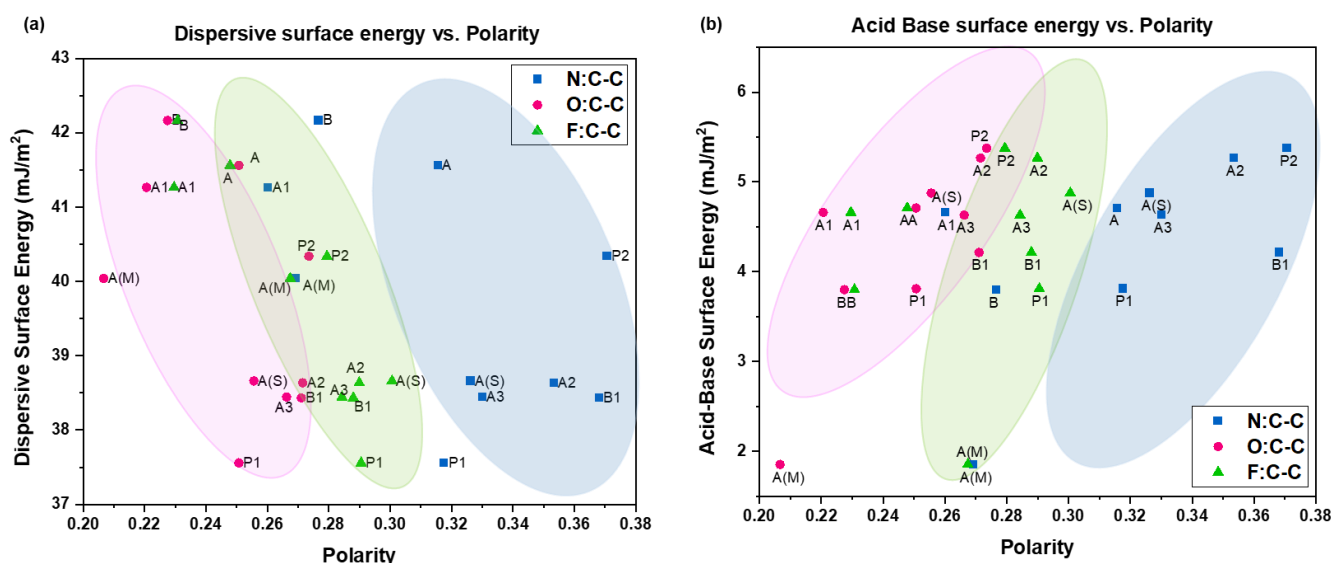 (a)
Dispersive surface energy vs. Polarity
Dispersive Surface Energy (mJ/m²)
43
42
41
40
39
38
37
N:C-C
O:C-C
F:C-C
B
B
B
A
A
A
A1
A1
A1
P2
P2
P2
A(M)
A(M)
A(M)
A(S)
A2
A2
A(S)
A(S)
A2
A3
A3
B1
B1
A3
B1
P1
P1
P1
0.20 0.22 0.24 0.26 0.28 0.30 0.32 0.34 0.36 0.38
Polarity
(b)
Acid Base surface energy vs. Polarity
Acid-Base Surface Energy (mJ/m²)
6
5
4
3
2
P2
P2
P2
A2
A2
A2
A(S)
A(S)
A(S)
A1
A1
AA
A1
A3
A3
A
A3
B1
B1
B1
BB
P1
B
P1
P1
A(M)
A(M)
A(M)
N:C-C
O:C-C
F:C-C
0.20 0.22 0.24 0.26 0.28 0.30 0.32 0.34 0.36 0.38
Polarity